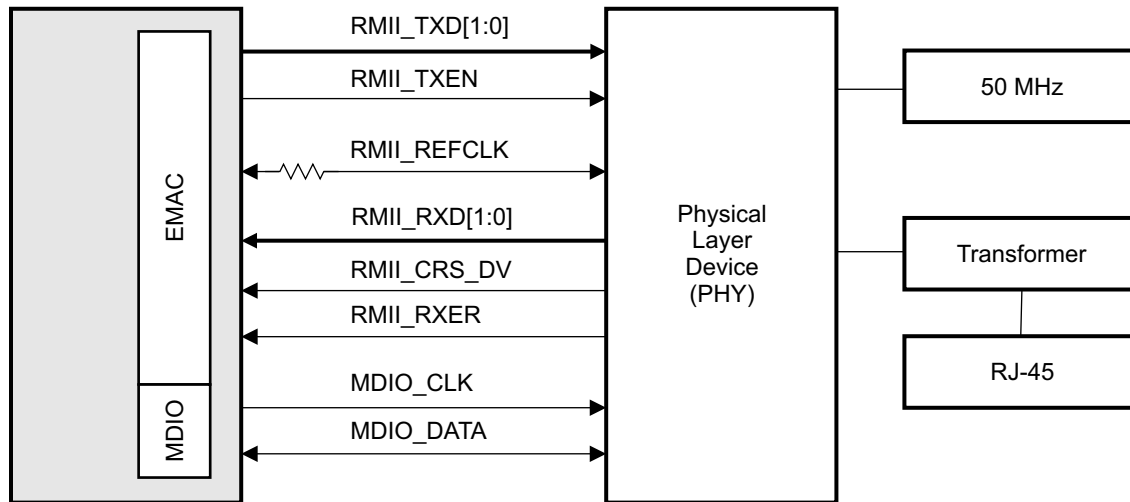 RMII_TXD[1:0]
RMII_TXEN
RMII_REFCLK
RMII_RXD[1:0]
RMII_CRS_DV
RMII_RXER
MDIO_CLK
MDIO_DATA
EMAC
MDIO
Physical
Layer
Device
(PHY)
50 MHz
Transformer
RJ-45